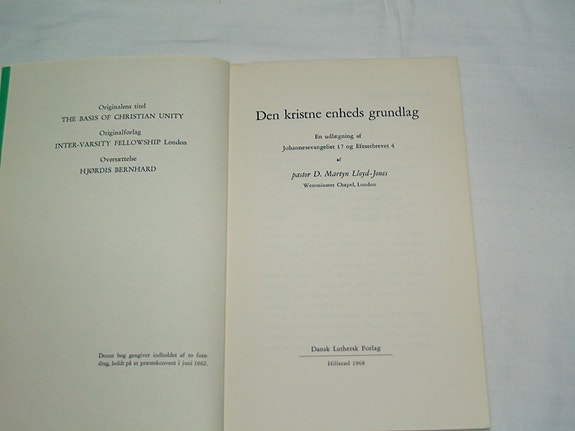 Originalens titel
THE BASIS OF CHRISTIAN UNITY
Originalforlag
INTER-VARSITY FELLOWSHIP London
Oversættelse
HJØRDIS BERNHARD
Denne bog gengiver indholdet af to fore-
drag, holdt på et præstekonvent i juni 1962.
Den kristne enheds grundlag
En udlægning af
Johannesevangeliet 17 og Efeserbrevet 4
af
pastor D. Martyn Lloyd-Jones
Westminster Chapel, London
Dansk Luthersk Forlag
Hillerød 1968